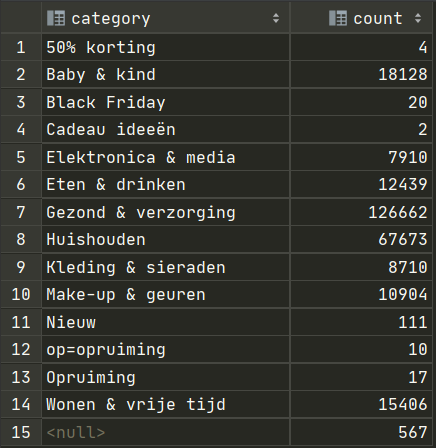 category count
1 50% korting 4
2 Baby & kind 18128
3 Black Friday 20
4 Cadeau ideeën 2
5 Elektronica & media 7910
6 Eten & drinken 12439
7 Gezond & verzorging 126662
8 Huishouden 67673
9 Kleding & sieraden 8710
10 Make-up & geuren 10904
11 Nieuw 111
12 op=opruiming 10
13 Opruiming 17
14 Wonen & vrije tijd 15406
15 <null> 567